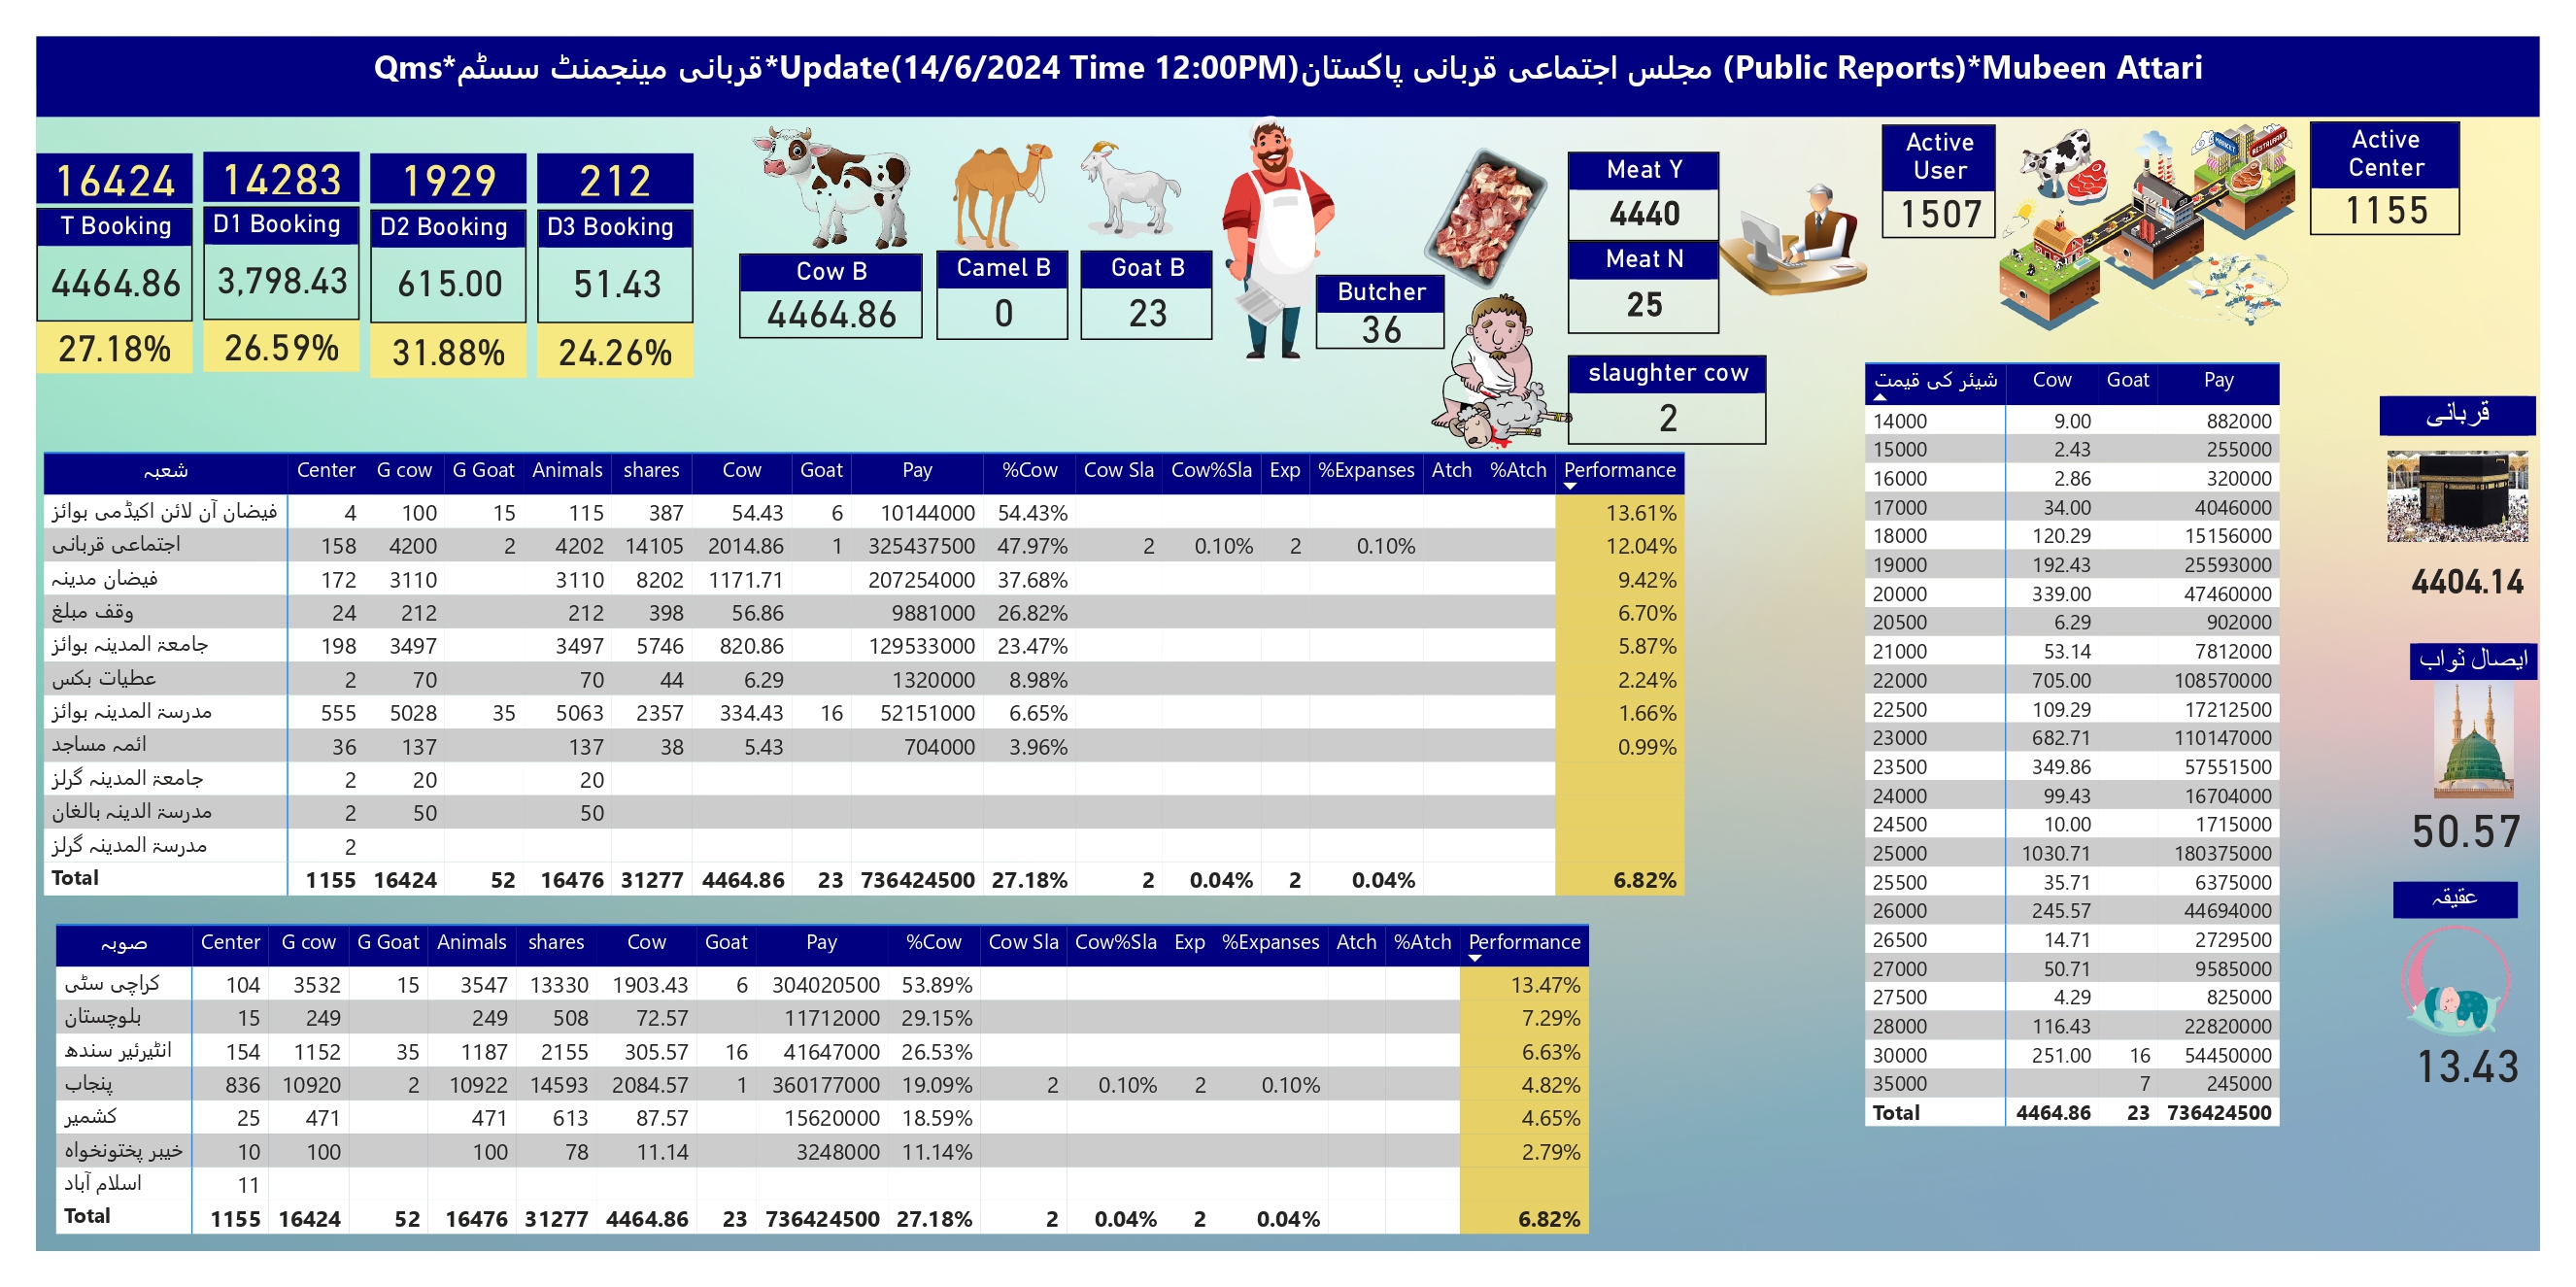 Qms*قربانی مینجمنٹ سسٹم*Update(14/6/2024 Time 12:00PM)مجلس اجتماعی قربانی پاکستان (Public Reports)*Mubeen Attari
16424 14283 1929 212
T Booking D1 Booking D2 Booking D3 Booking
4464.86 3,798.43 615.00 51.43
27.18% 26.59% 31.88% 24.26%
Cow B Camel B Goat B
4464.86 0 23
Butcher
36
Meat Y
4440
Meat N
25
slaughter cow
2
Active User
1507
MARKET RESTAURANT
Active Center
1155
شعبہ Center G cow G Goat Animals shares Cow Goat Pay %Cow Cow Sla Cow%Sla Exp %Expanses Atch %Atch Performance
فیضان آن لائن اکیڈمی بوائز 4 100 15 115 387 54.43 6 10144000 54.43% 13.61%
اجتماعی قربانی 158 4200 2 4202 14105 2014.86 1 325437500 47.97% 2 0.10% 2 0.10% 12.04%
فیضان مدینہ 172 3110 3110 8202 1171.71 207254000 37.68% 9.42%
وقف مبلغ 24 212 212 398 56.86 9881000 26.82% 6.70%
جامعۃ المدینہ بوائز 198 3497 3497 5746 820.86 129533000 23.47% 5.87%
عطیات بکس 2 70 70 44 6.29 1320000 8.98% 2.24%
مدرسۃ المدینہ بوائز 555 5028 35 5063 2357 334.43 16 52151000 6.65% 1.66%
ائمہ مساجد 36 137 137 38 5.43 704000 3.96% 0.99%
جامعۃ المدینہ گرلز 2 20 20
مدرسۃ الدینہ بالغان 2 50 50
مدرسۃ المدینہ گرلز 2
Total 1155 16424 52 16476 31277 4464.86 23 736424500 27.18% 2 0.04% 2 0.04% 6.82%
صوبہ Center G cow G Goat Animals shares Cow Goat Pay %Cow Cow Sla Cow%Sla Exp %Expanses Atch %Atch Performance
کراچی سٹی 104 3532 15 3547 13330 1903.43 6 304020500 53.89% 13.47%
بلوچستان 15 249 249 508 72.57 11712000 29.15% 7.29%
انٹیرئیر سندھ 154 1152 35 1187 2155 305.57 16 41647000 26.53% 6.63%
پنجاب 836 10920 2 10922 14593 2084.57 1 360177000 19.09% 2 0.10% 2 0.10% 4.82%
کشمیر 25 471 471 613 87.57 15620000 18.59% 4.65%
خیبر پختونخواہ 10 100 100 78 11.14 3248000 11.14% 2.79%
اسلام آباد 11
Total 1155 16424 52 16476 31277 4464.86 23 736424500 27.18% 2 0.04% 2 0.04% 6.82%
شیئر کی قیمت Cow Goat Pay
14000 9.00 882000
15000 2.43 255000
16000 2.86 320000
17000 34.00 4046000
18000 120.29 15156000
19000 192.43 25593000
20000 339.00 47460000
20500 6.29 902000
21000 53.14 7812000
22000 705.00 108570000
22500 109.29 17212500
23000 682.71 110147000
23500 349.86 57551500
24000 99.43 16704000
24500 10.00 1715000
25000 1030.71 180375000
25500 35.71 6375000
26000 245.57 44694000
26500 14.71 2729500
27000 50.71 9585000
27500 4.29 825000
28000 116.43 22820000
30000 251.00 16 54450000
35000 7 245000
Total 4464.86 23 736424500
قربانی
4404.14
ایصال ثواب
50.57
عقیقہ
13.43